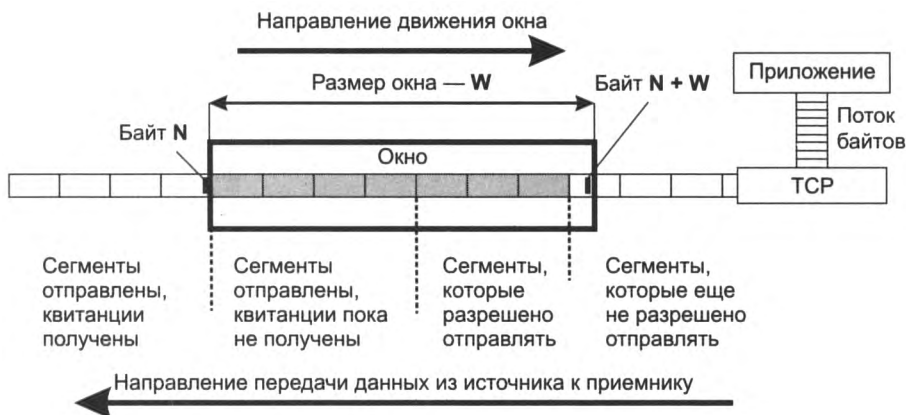 Направление движения окна
Размер окна — W
Байт N + W
Приложение
Байт N
Поток
байтов
Окно
TCP
Сегменты
отправлены,
квитанции
получены
Сегменты
отправлены,
квитанции пока
не получены
Сегменты,
которые
разрешено
отправлять
Сегменты,
которые еще
не разрешено
отправлять
Направление передачи данных из источника к приемнику